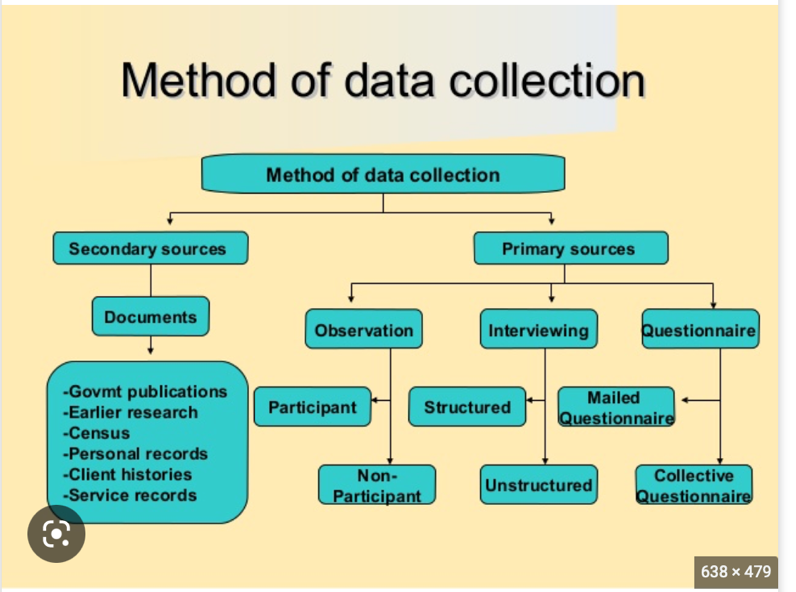 Method of data collection
Method of data collection
Secondary sources
Primary sources
Documents
Observation
Interviewing
Questionnaire
-Govmt publications
-Earlier research
-Census
-Personal records
-Client histories
-Service records
Participant
Structured
Mailed
Questionnaire
Non-
Participant
Unstructured
Collective
Questionnaire
638 × 479